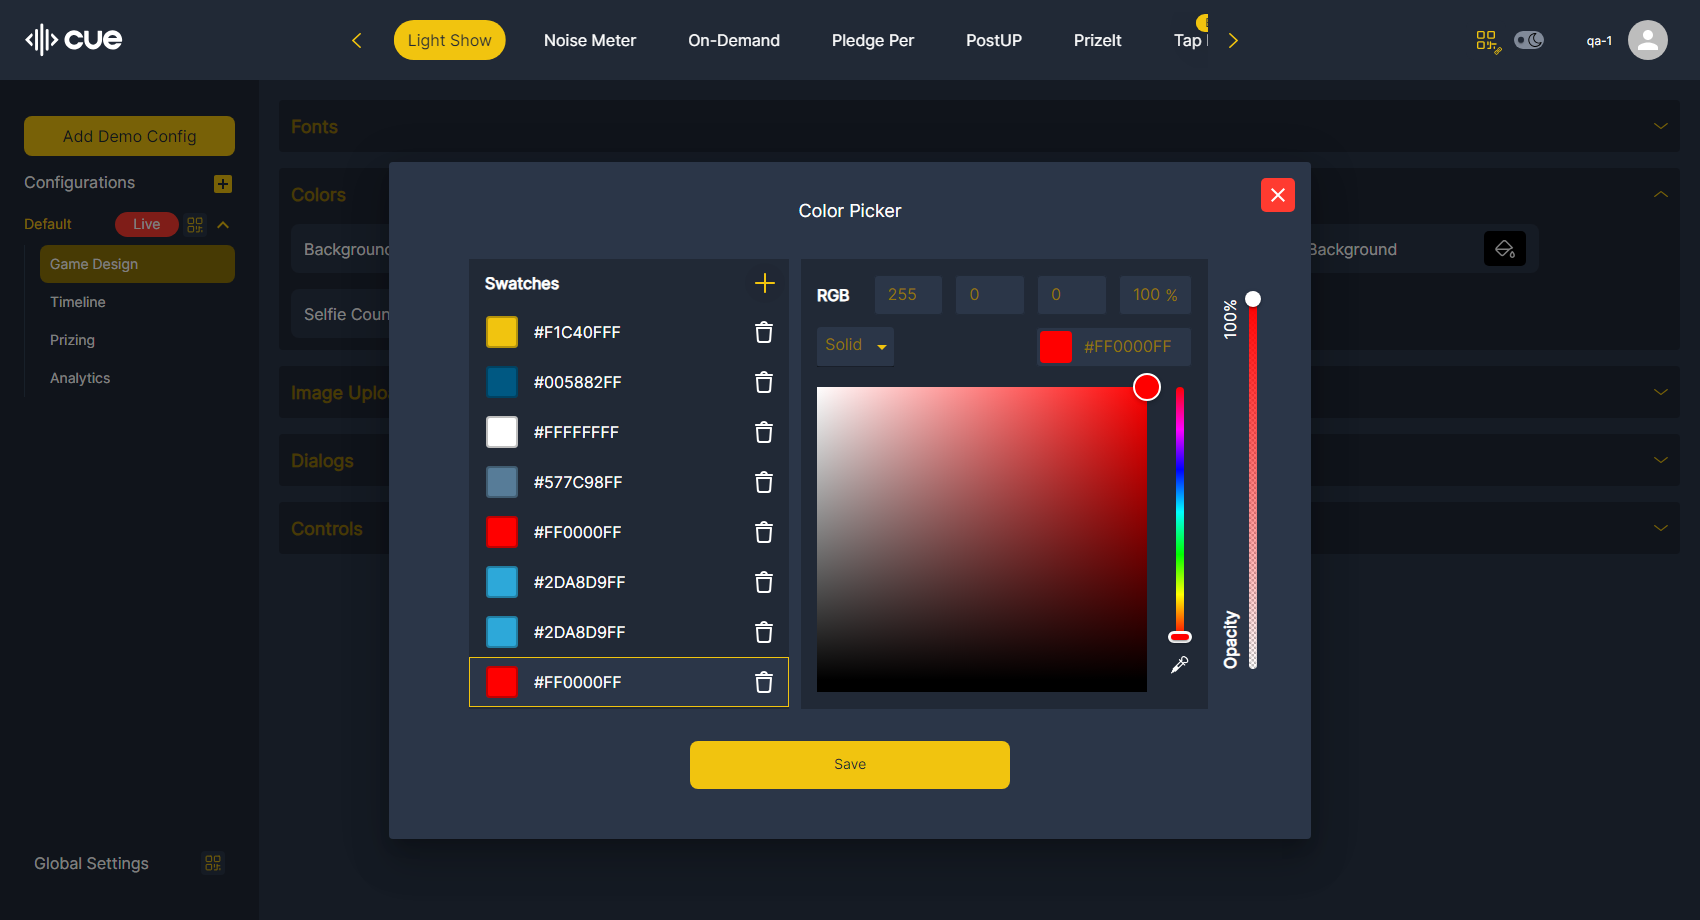 cue
Light Show
Noise Meter
On-Demand
Pledge Per
PostUP
PrizeIt
Tap
qa-1
Add Demo Config
Configurations
Default
Live
Game Design
Timeline
Prizing
Analytics
Global Settings
Fonts
Colors
Background
Background
Selfie Coun
Image Uplo
Dialogs
Controls
Color Picker
Swatches
#F1C40FFF
#005882FF
#FFFFFFFF
#577C98FF
#FF0000FF
#2DA8D9FF
#2DA8D9FF
#FF0000FF
RGB 255 0 0 100 %
Solid
#FF0000FF
100%
Opacity
Save